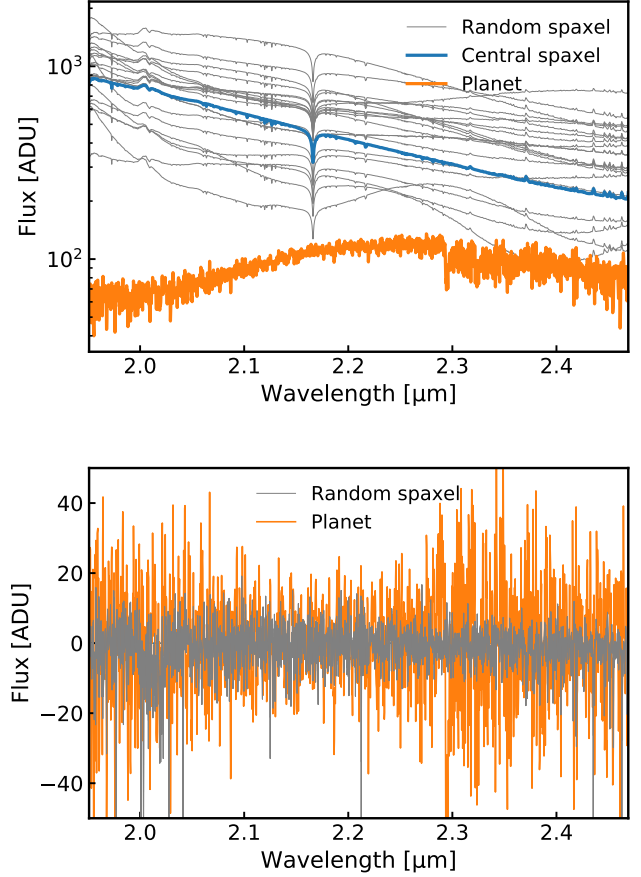 Random spaxel
Central spaxel
Planet
10³
10²
Flux [ADU]
2.0 2.1 2.2 2.3 2.4
Wavelength [μm]
Random spaxel
Planet
40
20
0
−20
−40
Flux [ADU]
2.0 2.1 2.2 2.3 2.4
Wavelength [μm]